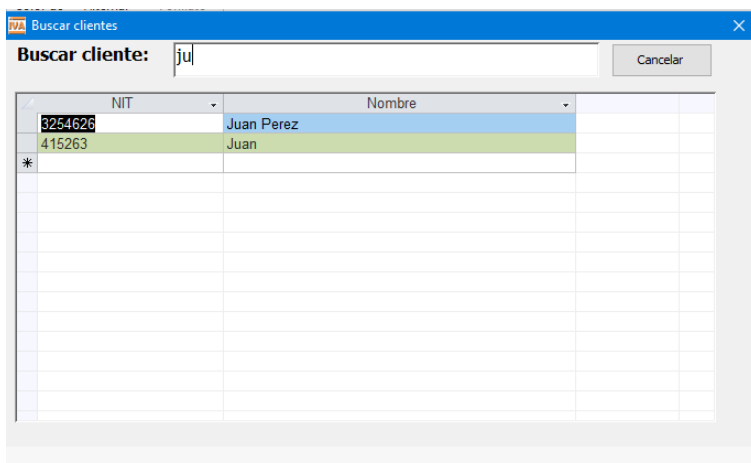 IVA Buscar clientes
Buscar cliente: ju Cancelar
NIT Nombre
3254626 Juan Perez
415263 Juan